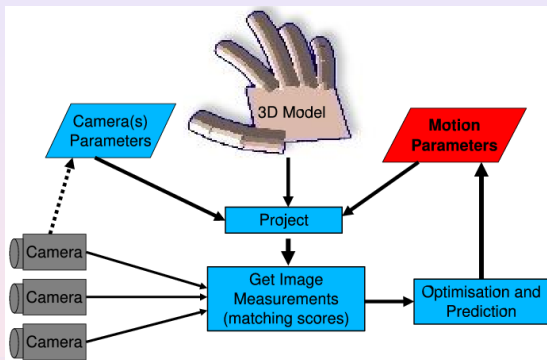 3D Model
Camera(s)
Parameters
Motion
Parameters
Project
Camera
Camera
Camera
Get Image
Measurements
(matching scores)
Optimisation and
Prediction